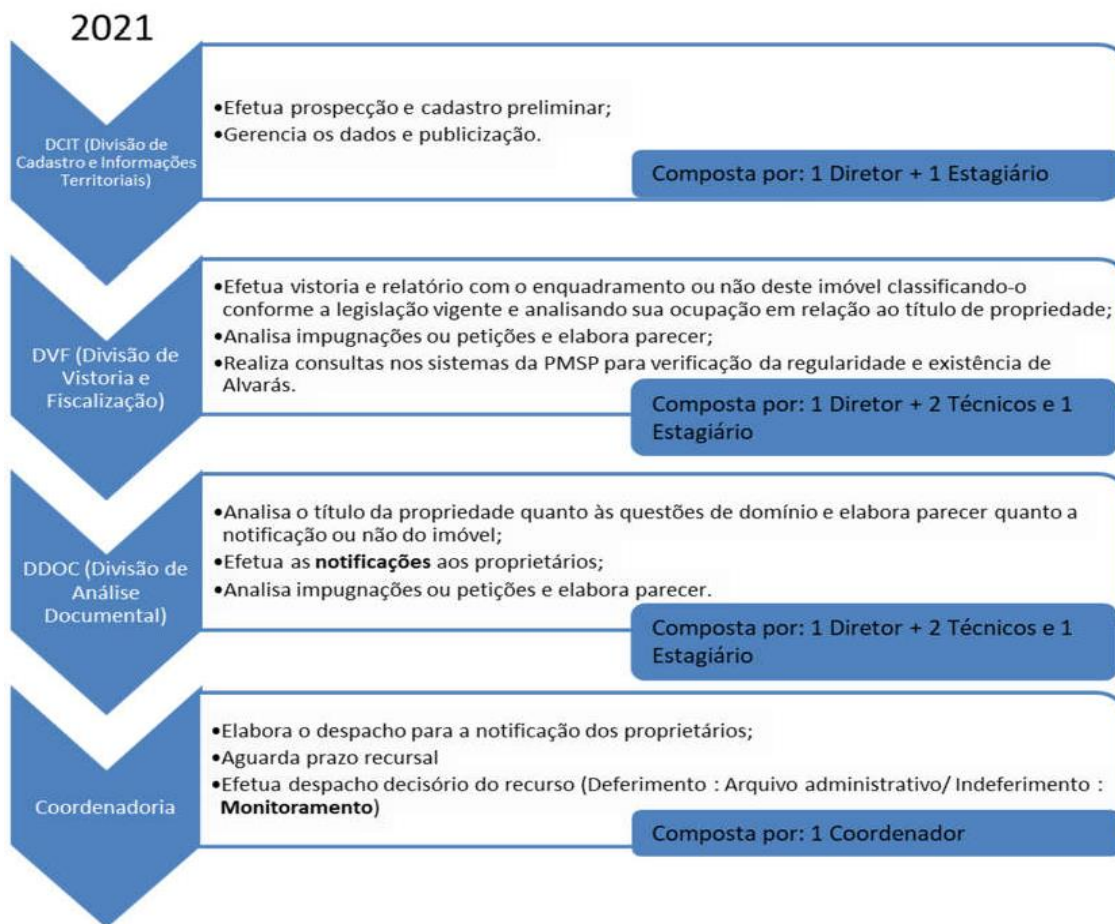 2021
DCIT (Divisão de
Cadastro e Informações
Territoriais)
•Efetua prospecção e cadastro preliminar;
•Gerencia os dados e publicização.
Composta por: 1 Diretor + 1 Estagiário
DVF (Divisão de
Vistoria e
Fiscalização)
•Efetua vistoria e relatório com o enquadramento ou não deste imóvel classificando-o
conforme a legislação vigente e analisando sua ocupação em relação ao título de propriedade;
•Analisa impugnações ou petições e elabora parecer;
•Realiza consultas nos sistemas da PMSP para verificação da regularidade e existência de
Alvarás.
Composta por: 1 Diretor + 2 Técnicos e 1
Estagiário
DDOC (Divisão de
Análise
Documental)
•Analisa o título da propriedade quanto às questões de domínio e elabora parecer quanto a
notificação ou não do imóvel;
•Efetua as notificações aos proprietários;
•Analisa impugnações ou petições e elabora parecer.
Composta por: 1 Diretor + 2 Técnicos e 1
Estagiário
Coordenadoria
•Elabora o despacho para a notificação dos proprietários;
•Aguarda prazo recursal
•Efetua despacho decisório do recurso (Deferimento : Arquivo administrativo/ Indeferimento :
Monitoramento)
Composta por: 1 Coordenador